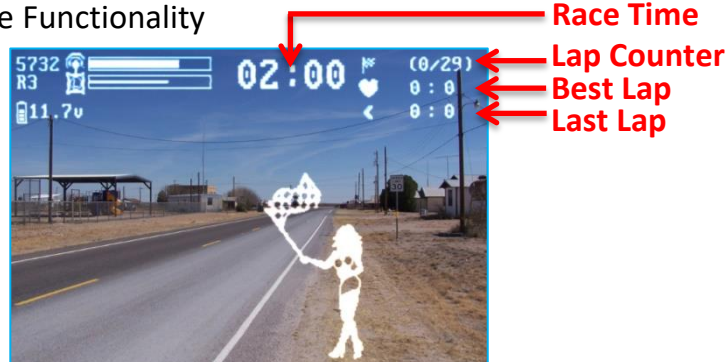 e Functionality
Race Time
5732 02:00 (0/29) Lap Counter
R3 0:0 Best Lap
11.7v 0:0 Last Lap
30